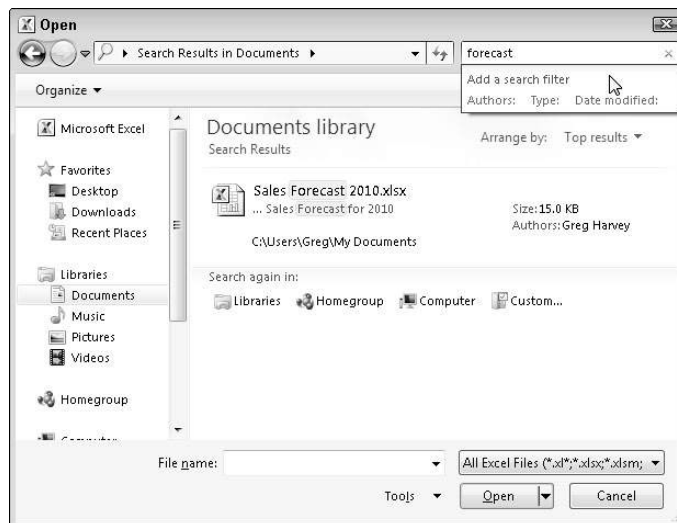 Open
Search Results in Documents
forecast
Add a search filter
Authors: Type: Date modified:
Organize
Microsoft Excel
Favorites
Desktop
Downloads
Recent Places
Libraries
Documents
Music
Pictures
Videos
Homegroup
Documents library
Search Results
Arrange by: Top results
Sales Forecast 2010.xlsx
... Sales Forecast for 2010
Size: 15.0 KB
Authors: Greg Harvey
C:\Users\Greg\My Documents
Search again in:
Libraries Homegroup Computer Custom...
File name:
All Excel Files (*.xl*;*.xlsx;*.xlsm;
Tools Open Cancel